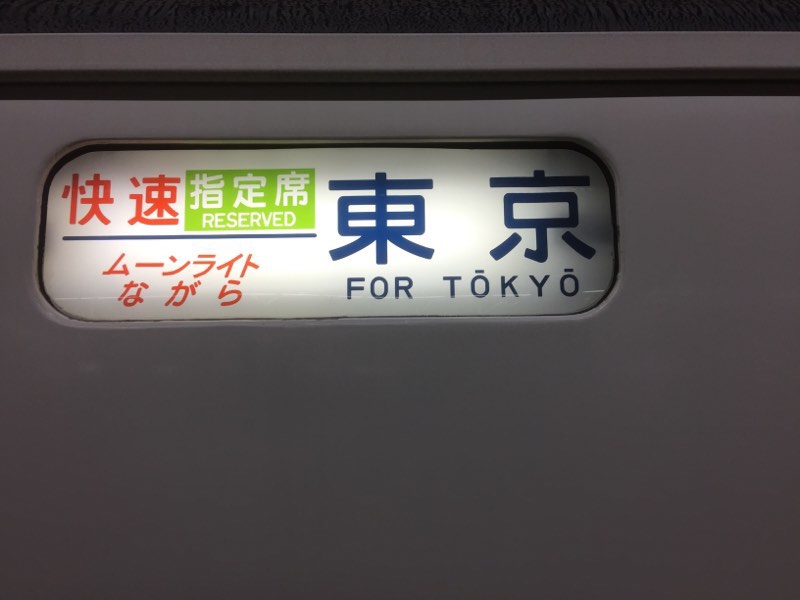 快速 指定席
RESERVED
ムーンライト
ながら
東京
FOR TŌKYŌ